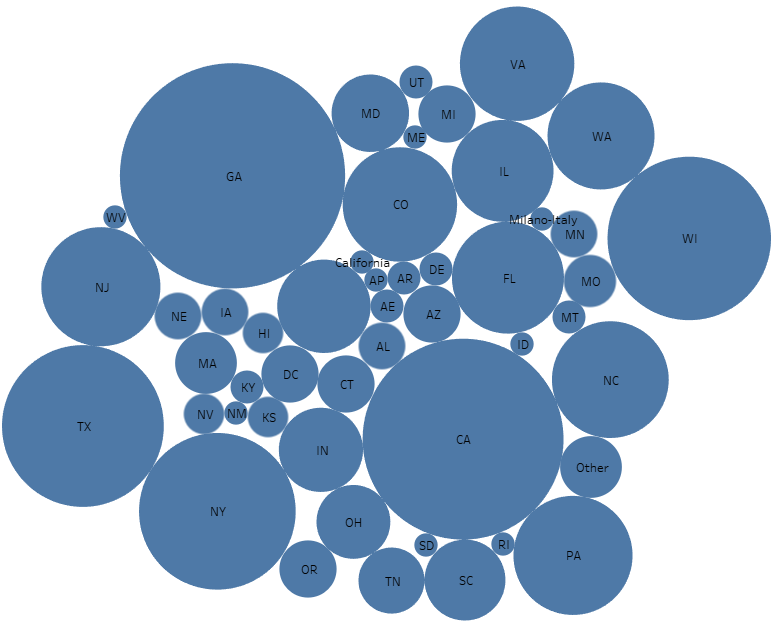 VA
UT
MD
MI
ME
WA
IL
GA
CO
WV
Milano-Italy
MN
WI
California
DE
AP
AR
FL
MO
NJ
AE
NE
IA
AZ
MT
HI
AL
ID
MA
DC
CT
NC
KY
NV
NM
KS
TX
CA
IN
Other
NY
OH
SD
RI
PA
OR
TN
SC